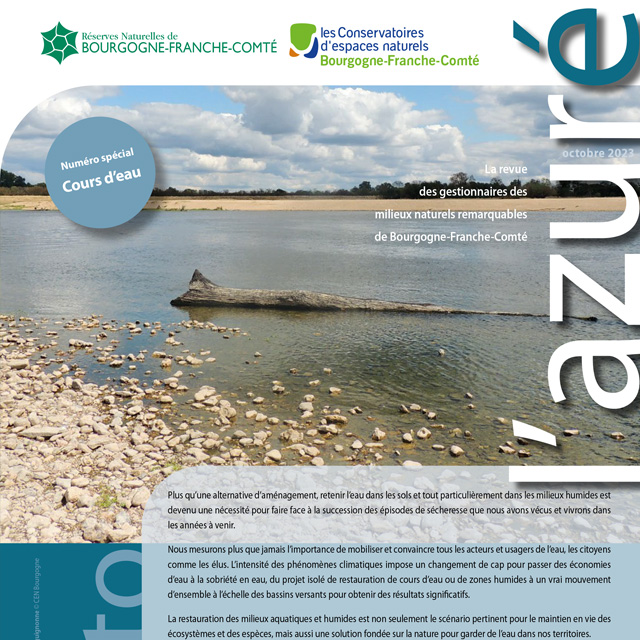 Réserves Naturelles de
BOURGOGNE-FRANCHE-COMTÉ
les Conservatoires
d'espaces naturels
Bourgogne-Franche-Comté
l'azuré
octobre 2023
Numéro spécial
Cours d'eau
La revue
des gestionnaires des
milieux naturels remarquables
de Bourgogne-Franche-Comté
Plus qu'une alternative d'aménagement, retenir l'eau dans les sols et tout particulièrement dans les milieux humides est
devenu une nécessité pour faire face à la succession des épisodes de sécheresse que nous avons vécus et vivrons dans
les années à venir.
Nous mesurons plus que jamais l'importance de mobiliser et convaincre tous les acteurs et usagers de l'eau, les citoyens
comme les élus. L'intensité des phénomènes climatiques impose un changement de cap pour passer des économies
d'eau à la sobriété en eau, du projet isolé de restauration de cours d'eau ou de zones humides à un vrai mouvement
d'ensemble à l'échelle des bassins versants pour obtenir des résultats significatifs.
La restauration des milieux aquatiques et humides est non seulement le scénario pertinent pour le maintien en vie des
écosystèmes et des espèces, mais aussi une solution fondée sur la nature pour garder de l'eau dans nos territoires.
to
© CEN Bourgogne